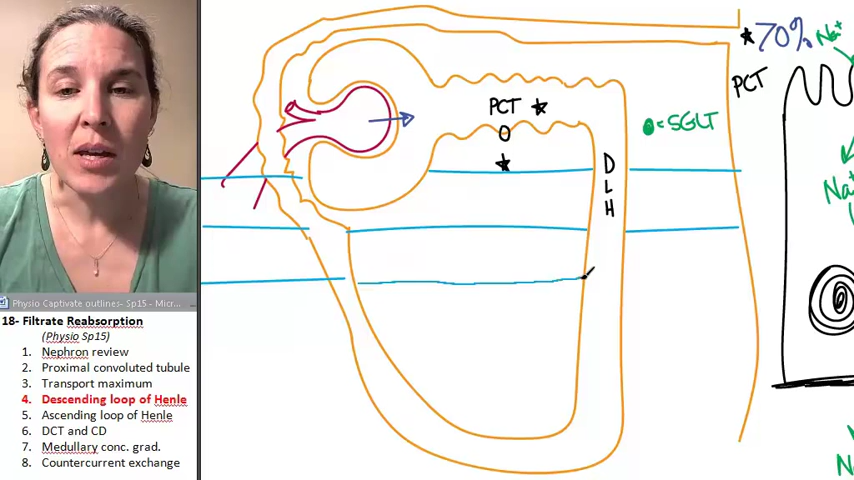 Physio Captivate outlines- Sp15 - Micr...
18- Filtrate Reabsorption
(Physio Sp15)
1. Nephron review
2. Proximal convoluted tubule
3. Transport maximum
4. Descending loop of Henle
5. Ascending loop of Henle
6. DCT and CD
7. Medullary conc. grad.
8. Countercurrent exchange
PCT
DLH
= SGLT
70%
Na+
PCT
Na+
N